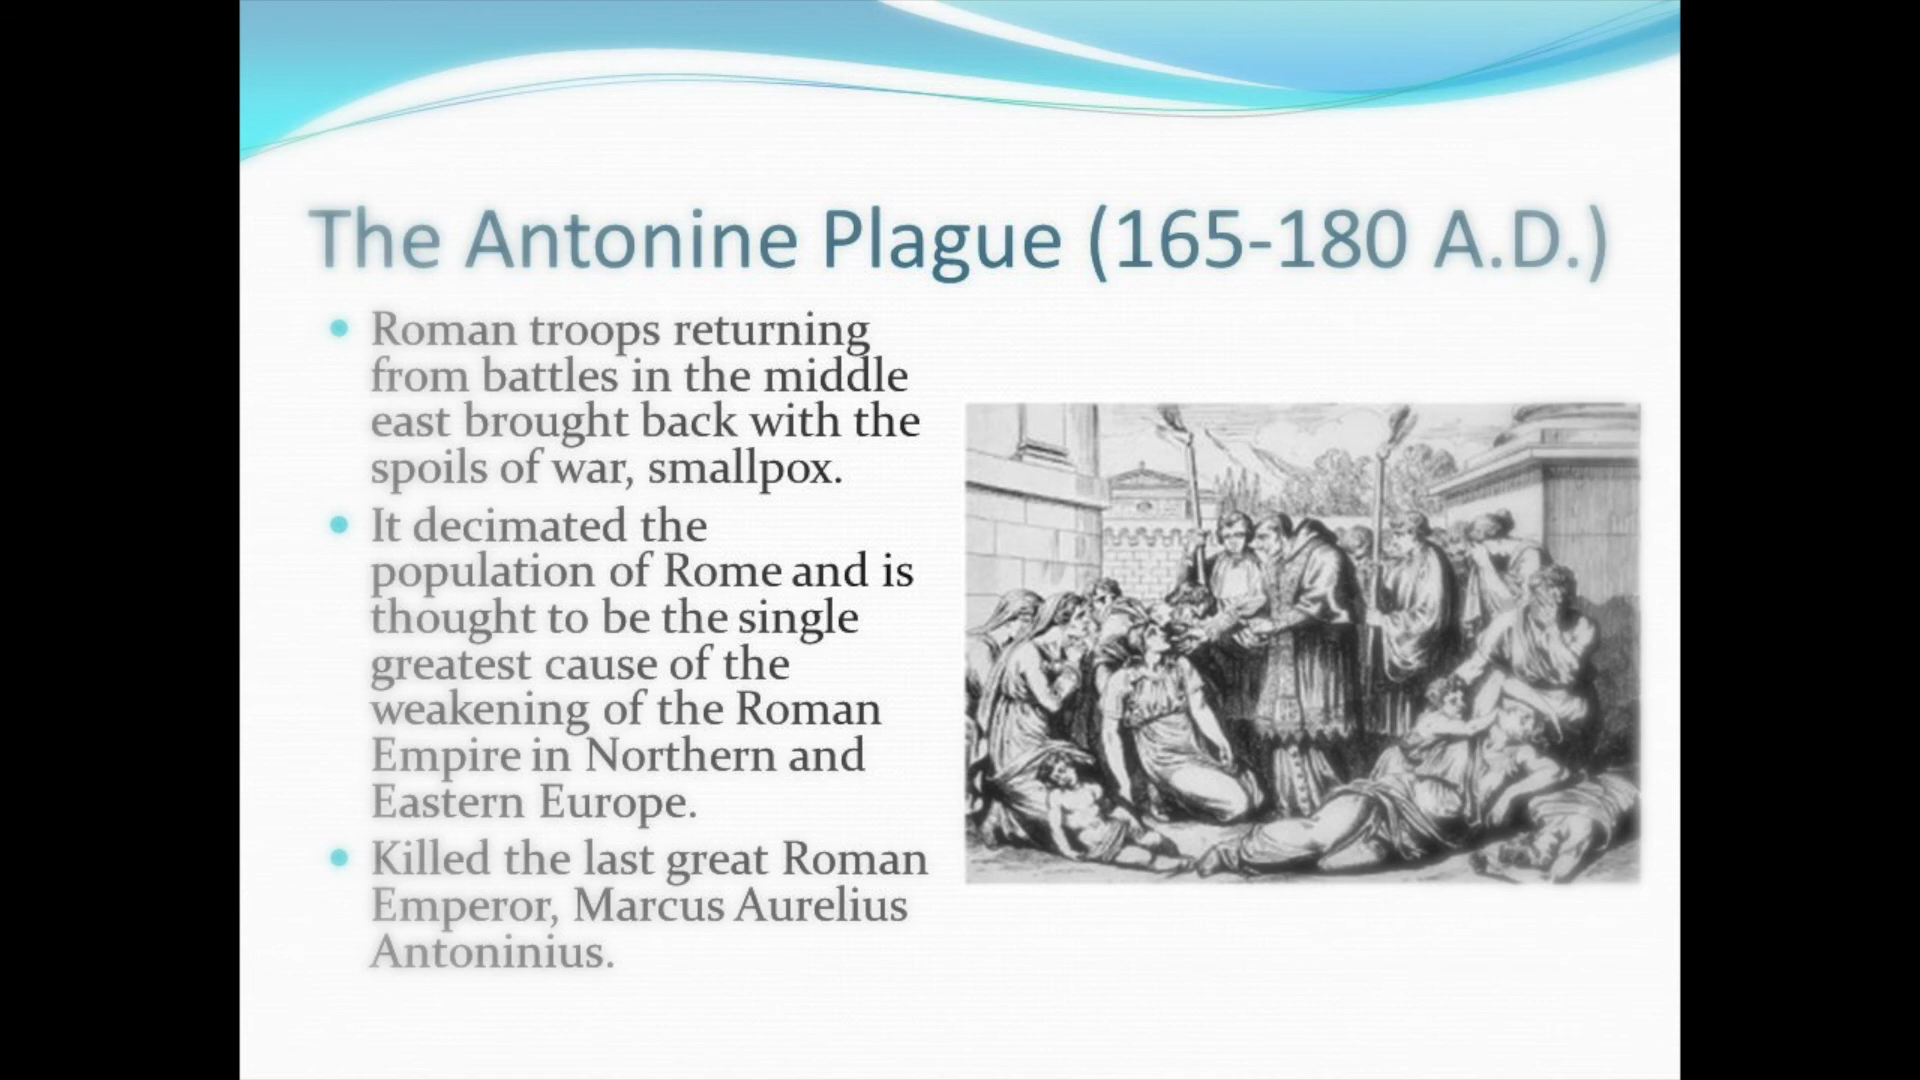 The Antonine Plague (165-180 A.D.)
Roman troops returning
from battles in the middle
east brought back with the
spoils of war, smallpox.
It decimated the
population of Rome and is
thought to be the single
greatest cause of the
weakening of the Roman
Empire in Northern and
Eastern Europe.
Killed the last great Roman
Emperor, Marcus Aurelius
Antoninius.